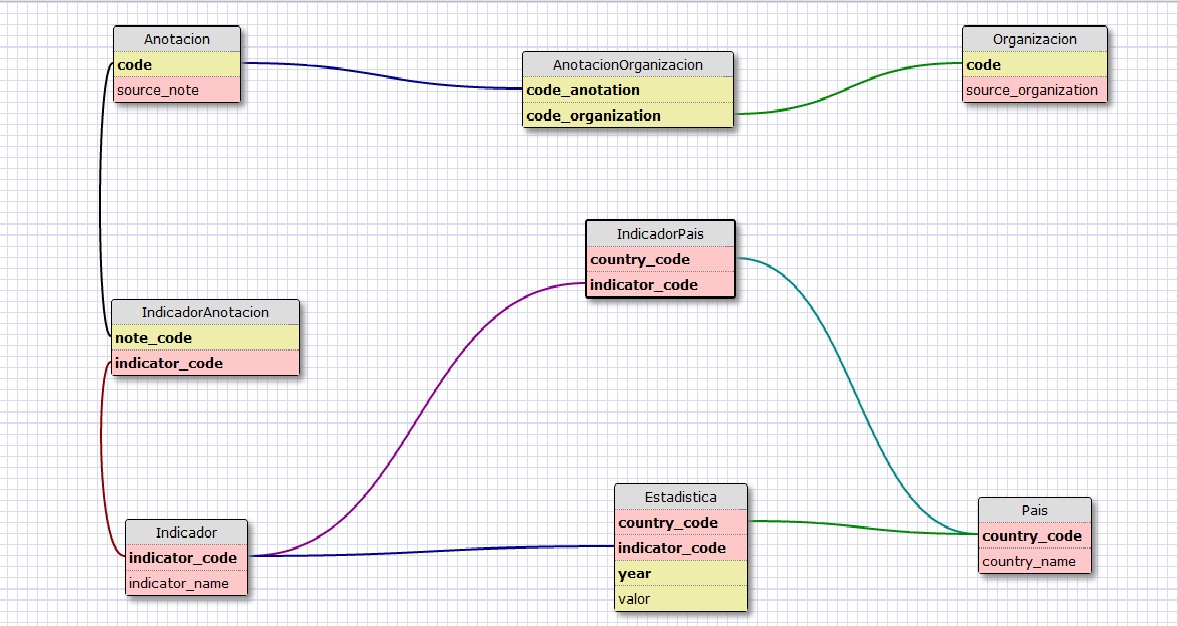 Anotacion
code
source_note
AnotacionOrganizacion
code_anotation
code_organization
Organizacion
code
source_organization
IndicadorPais
country_code
indicator_code
IndicadorAnotacion
note_code
indicator_code
Indicador
indicator_code
indicator_name
Estadistica
country_code
indicator_code
year
valor
Pais
country_code
country_name